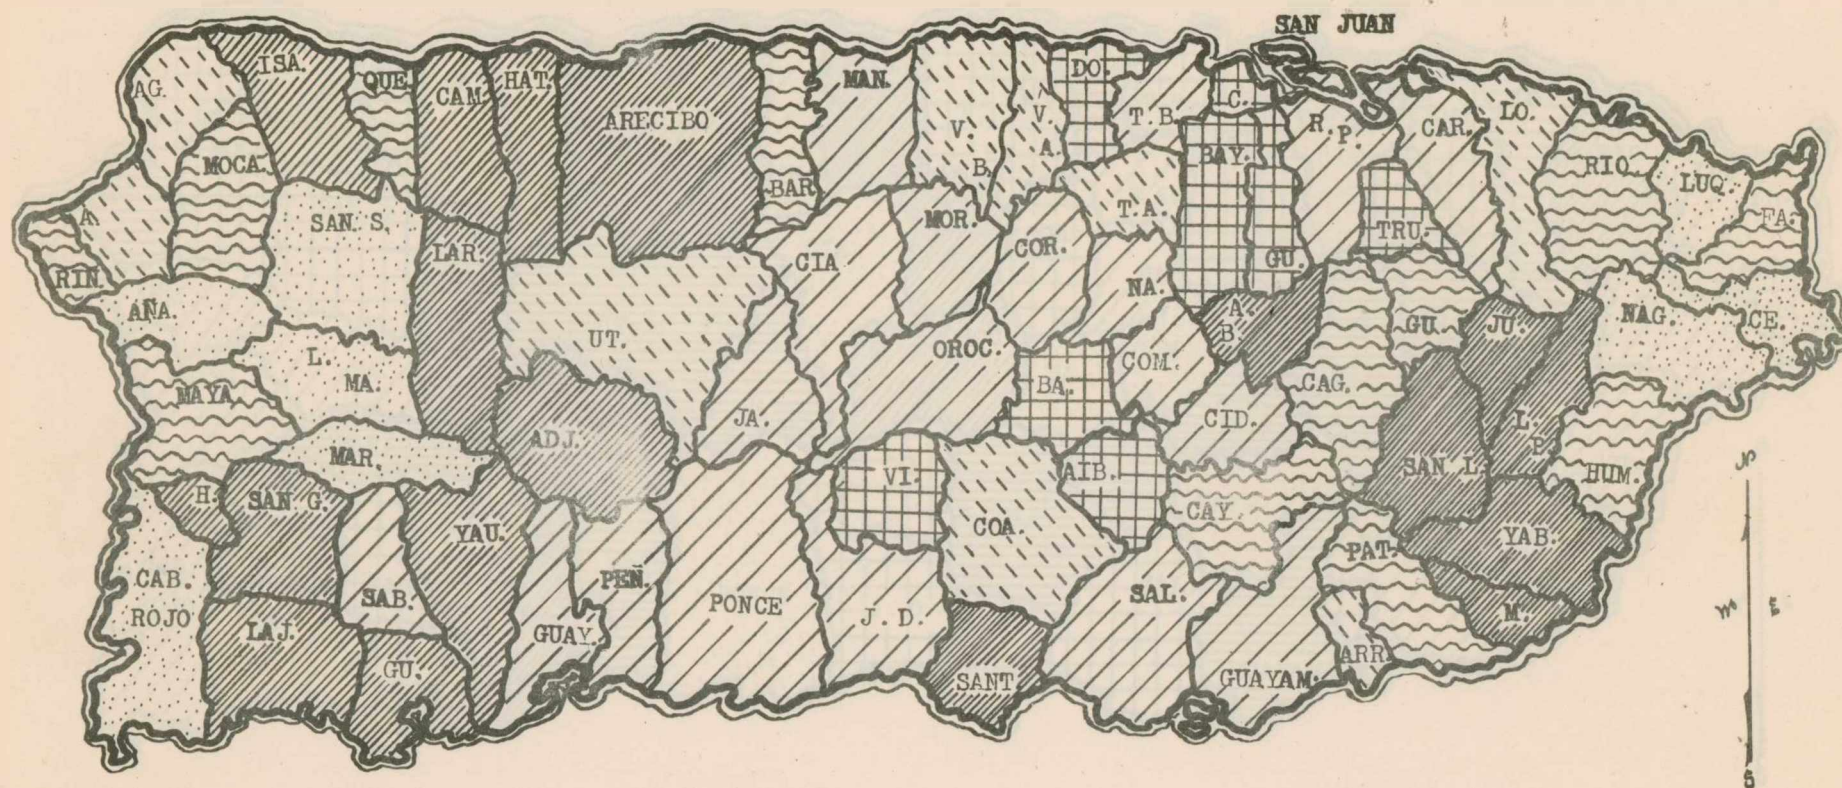 SAN JUAN
AG.
ISA.
QUE.
CAM.
HAT.
ARECIBO
BAR
MAN.
V.
B.
V.
A.
DO.
T.B.
C.
R.
P.
CAR.
LO.
MOCA.
BAY.
RIO.
LUQ.
FA.
A.
RIN.
SAN. S.
LAR.
CIA
MOR.
COR.
T.A.
NA.
GU.
TRU.
AÑA.
UT.
OROC.
A.
B.
GU.
JU.
NAG.
CE.
L.
MA.
MAYA.
JA.
BA.
COM.
CAG.
MAR.
ADJ.
CID.
L.
P.
H.
SAN G.
VI.
AIB.
SAN L.
HUM.
YAU.
COA.
CAY.
YAB.
CAB.
ROJO
SAB.
PEÑ.
PONCE
J. D.
SAL.
PAT.
M.
LAJ.
GU.
GUAY.
SANT
GUAYAM.
ARR.
N
W
E
S